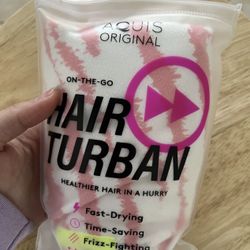 AQUIS
ORIGINAL
ON-THE-GO
HAIR
TURBAN
HEALTHIER HAIR IN A HURRY
Fast-Drying
Time-Saving
Frizz-Fighting